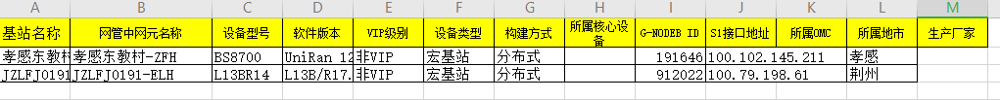 A B C D E F G H I J K L M
基站名称 网管中网元名称 设备型号 软件版本 VIP级别 设备类型 构建方式 所属核心设备 G-NODEB ID S1接口地址 所属OMC 所属地市 生产厂家
孝感东教村 孝感东教村-ZFH BS8700 UniRan 12 非VIP 宏基站 分布式 191646 100.102.145.211 孝感
JZLFJ0191 JZLFJ0191-ELH L13BR14 L13B/R17. 非VIP 宏基站 分布式 912022 100.79.198.61 荆州